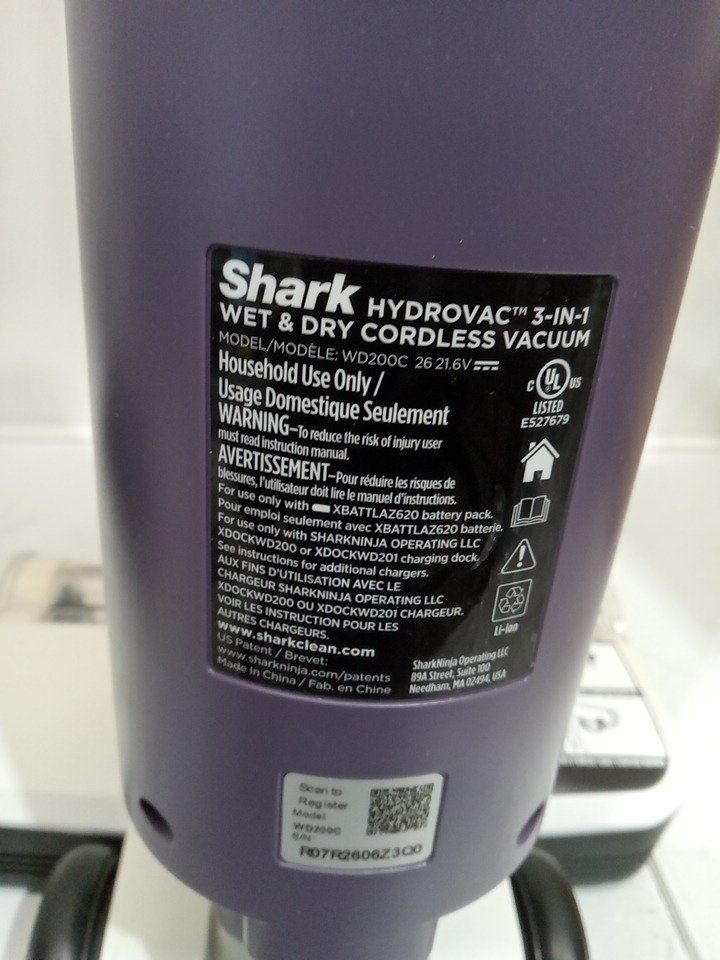 Shark HYDROVAC™ 3-IN-1
WET & DRY CORDLESS VACUUM
MODEL/MODÈLE: WD200C 26 21.6V
Household Use Only /
Usage Domestique Seulement
WARNING–To reduce the risk of injury user
must read instruction manual.
AVERTISSEMENT–Pour réduire les risques de
blessures, l'utilisateur doit lire le manuel d'instructions.
For use only with XBATTLAZ620 battery pack.
Pour emploi seulement avec XBATTLAZ620 batterie.
For use only with SHARKNINJA OPERATING LLC
XDOCKWD200 or XDOCKWD201 charging dock.
See instructions for additional chargers.
AUX FINS D'UTILISATION AVEC LE
CHARGEUR SHARKNINJA OPERATING LLC
XDOCKWD200 OU XDOCKWD201 CHARGEUR.
VOIR LES INSTRUCTION POUR LES
AUTRES CHARGEURS.
www.sharkclean.com
US Patent / Brevet:
www.sharkninja.com/patents
Made in China / Fab. en Chine
C UL US
LISTED
E527679
Li-ion
SharkNinja Operating LLC
89A Street, Suite 100
Needham, MA 02494, USA
Scan to
Register
Model:
WD200C
S/N
R07R2606Z3Q0